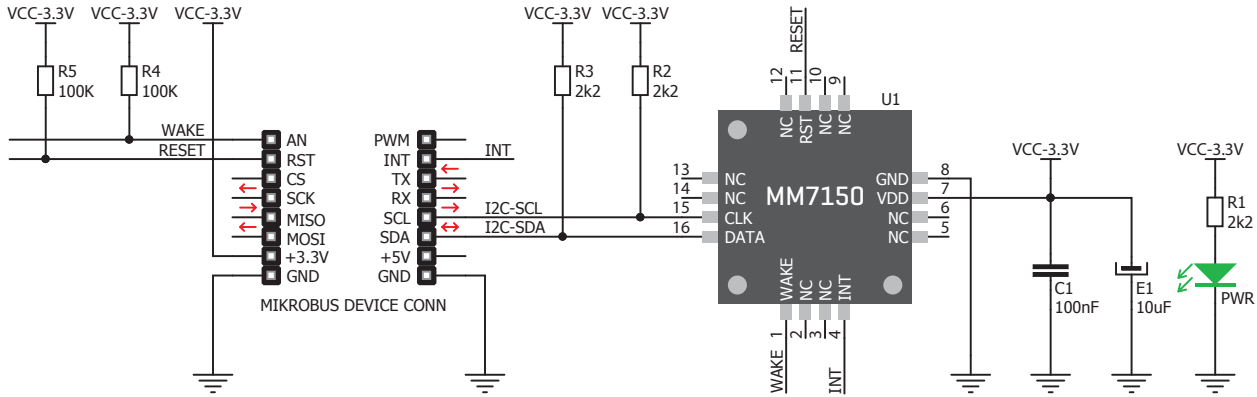 VCC-3.3V VCC-3.3V VCC-3.3V
R5
100K
R4
100K
WAKE
RESET
AN
RST
CS
SCK
MISO
MOSI
+3.3V
GND
PWM
INT
TX
RX
SCL
SDA
+5V
GND
MIKROBUS DEVICE CONN
INT
I2C-SCL
I2C-SDA
VCC-3.3V VCC-3.3V
R3
2k2
R2
2k2
RESET
12 11 10 9
NC RST NC NC
U1
13 NC
14 NC
15 CLK
16 DATA
MM7150
GND 8
VDD 7
NC 6
NC 5
WAKE NC NC INT
1 2 3 4
WAKE
INT
VCC-3.3V
C1
100nF
E1
10uF
VCC-3.3V
R1
2k2
PWR